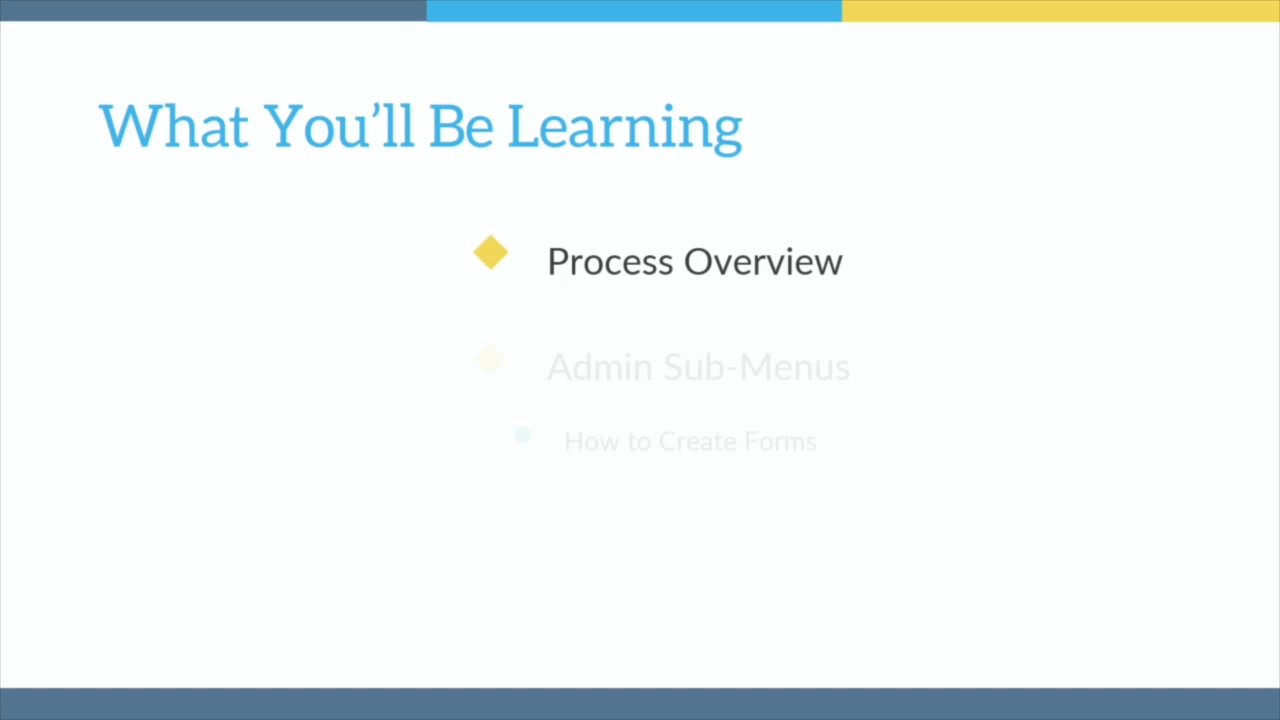 What You’ll Be Learning
Process Overview
Admin Sub-Menus
How to Create Forms